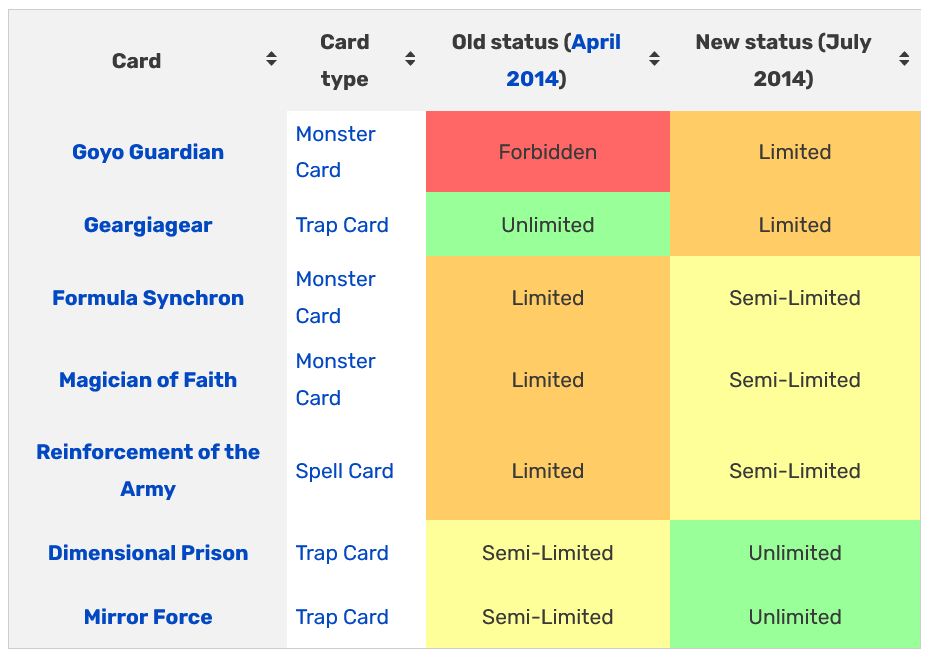 Card
Card type
Old status (April 2014)
New status (July 2014)
Goyo Guardian
Monster Card
Forbidden
Limited
Geargiagear
Trap Card
Unlimited
Limited
Formula Synchron
Monster Card
Limited
Semi-Limited
Magician of Faith
Monster Card
Limited
Semi-Limited
Reinforcement of the Army
Spell Card
Limited
Semi-Limited
Dimensional Prison
Trap Card
Semi-Limited
Unlimited
Mirror Force
Trap Card
Semi-Limited
Unlimited